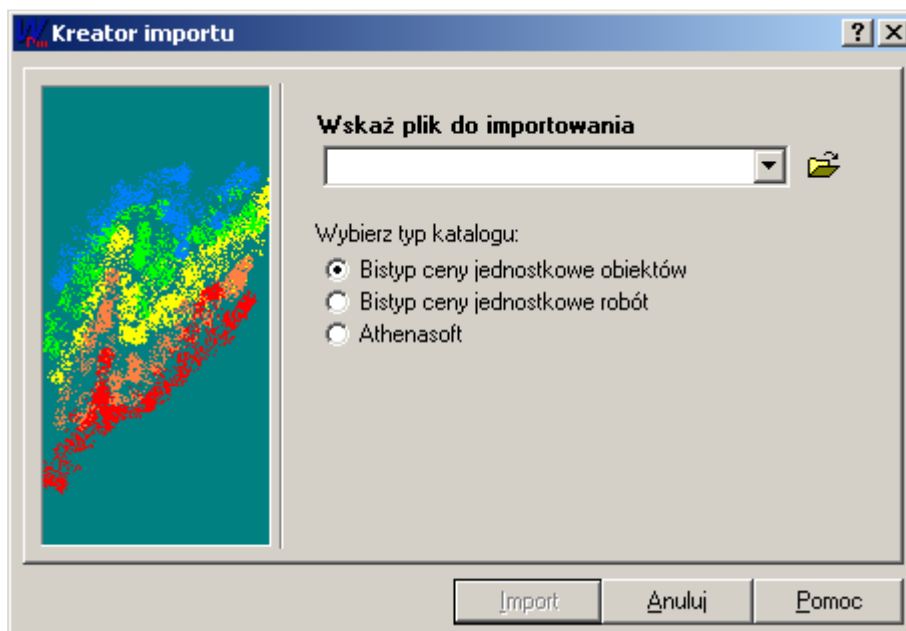 Kreator importu
Wskaż plik do importowania
Wybierz typ katalogu:
Bistyp ceny jednostkowe obiektów
Bistyp ceny jednostkowe robót
Athenasoft
Import
Anuluj
Pomoc